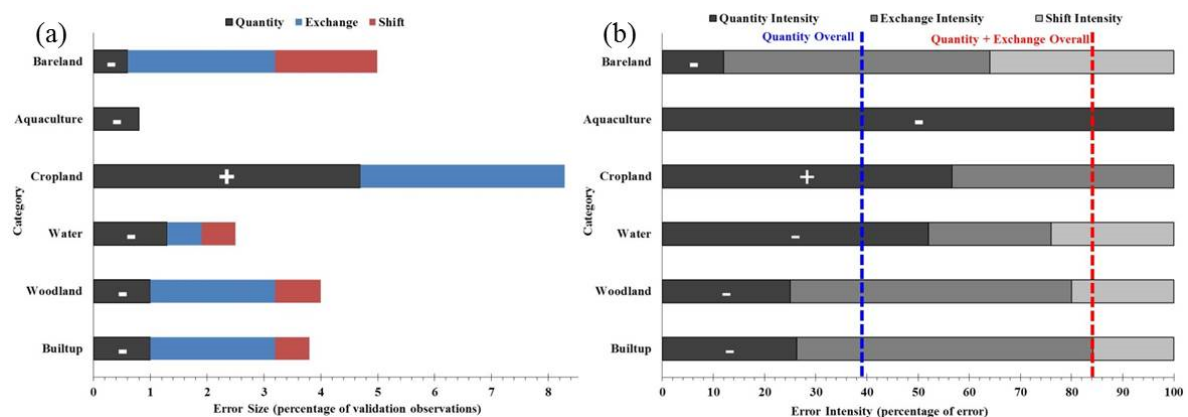 (a)
Quantity Exchange Shift
Bareland
-
Aquaculture
-
Cropland
+
Water
-
Woodland
-
Builtup
-
Category
0 1 2 3 4 5 6 7 8
Error Size (percentage of validation observations)
(b)
Quantity Intensity Exchange Intensity Shift Intensity
Quantity Overall Quantity + Exchange Overall
Bareland
-
Aquaculture
-
Cropland
+
Water
-
Woodland
-
Builtup
-
Category
0 10 20 30 40 50 60 70 80 90 100
Error Intensity (percentage of error)